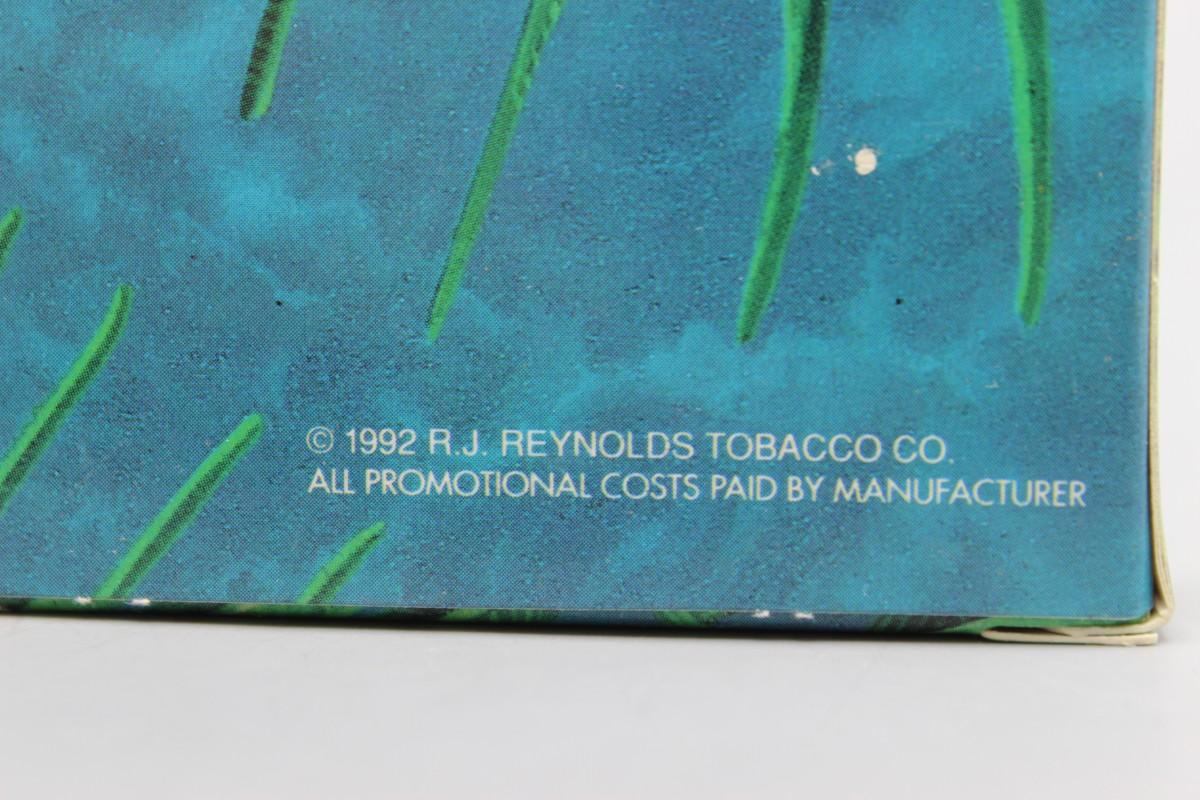 © 1992 R.J. REYNOLDS TOBACCO CO.
ALL PROMOTIONAL COSTS PAID BY MANUFACTURER